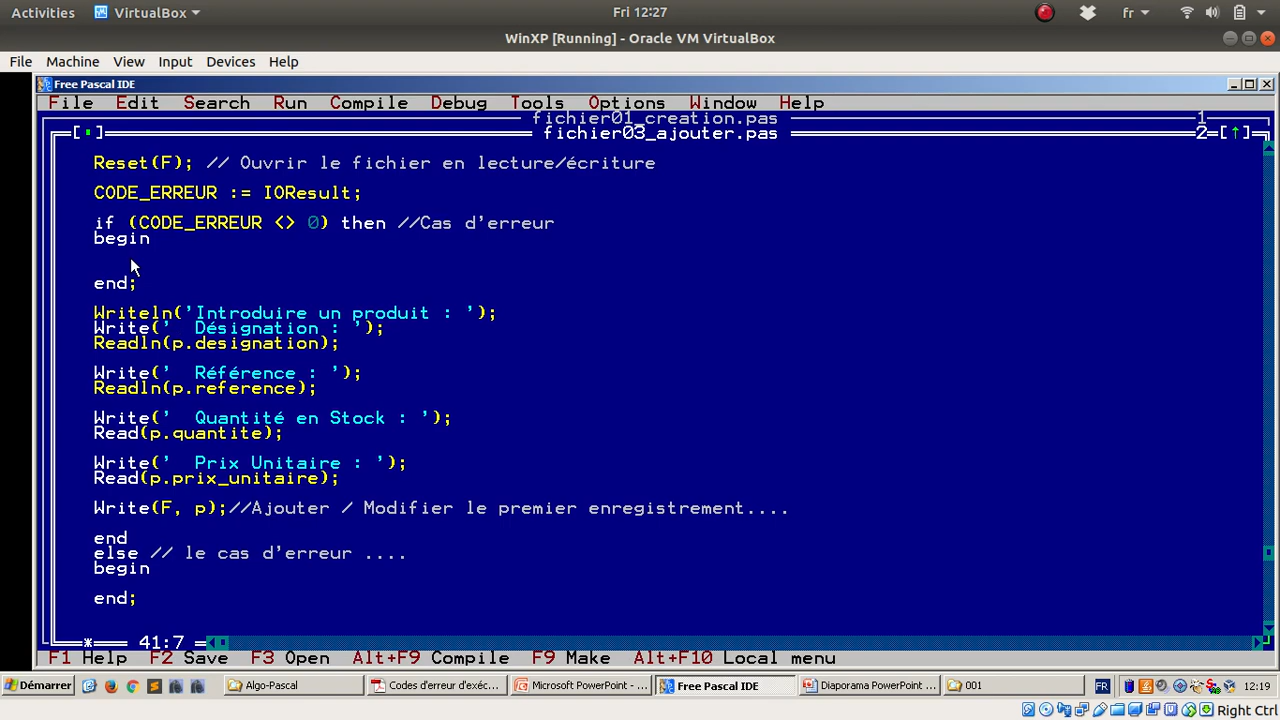 Activities VirtualBox Fri 12:27 fr
WinXP [Running] - Oracle VM VirtualBox
File Machine View Input Devices Help
Free Pascal IDE
File Edit Search Run Compile Debug Tools Options Window Help
fichier01_creation.pas 1
fichier03_ajouter.pas 2
Reset(F); // Ouvrir le fichier en lecture/écriture
CODE_ERREUR := IOResult;
if (CODE_ERREUR <> 0) then //Cas d'erreur
begin
end;
Writeln('Introduire un produit : ');
Write('  Désignation : ');
Readln(p.designation);
Write('  Référence : ');
Readln(p.reference);
Write('  Quantité en Stock : ');
Read(p.quantite);
Write('  Prix Unitaire : ');
Read(p.prix_unitaire);
Write(F, p);//Ajouter / Modifier le premier enregistrement....
end
else // le cas d'erreur ....
begin
end;
41:7
F1 Help F2 Save F3 Open Alt+F9 Compile F9 Make Alt+F10 Local menu
Démarrer Algo-Pascal Codes d'erreur d'exéc... Microsoft PowerPoint - ... Free Pascal IDE Diaporama PowerPoint ... 001 FR 12:19
Right Ctrl